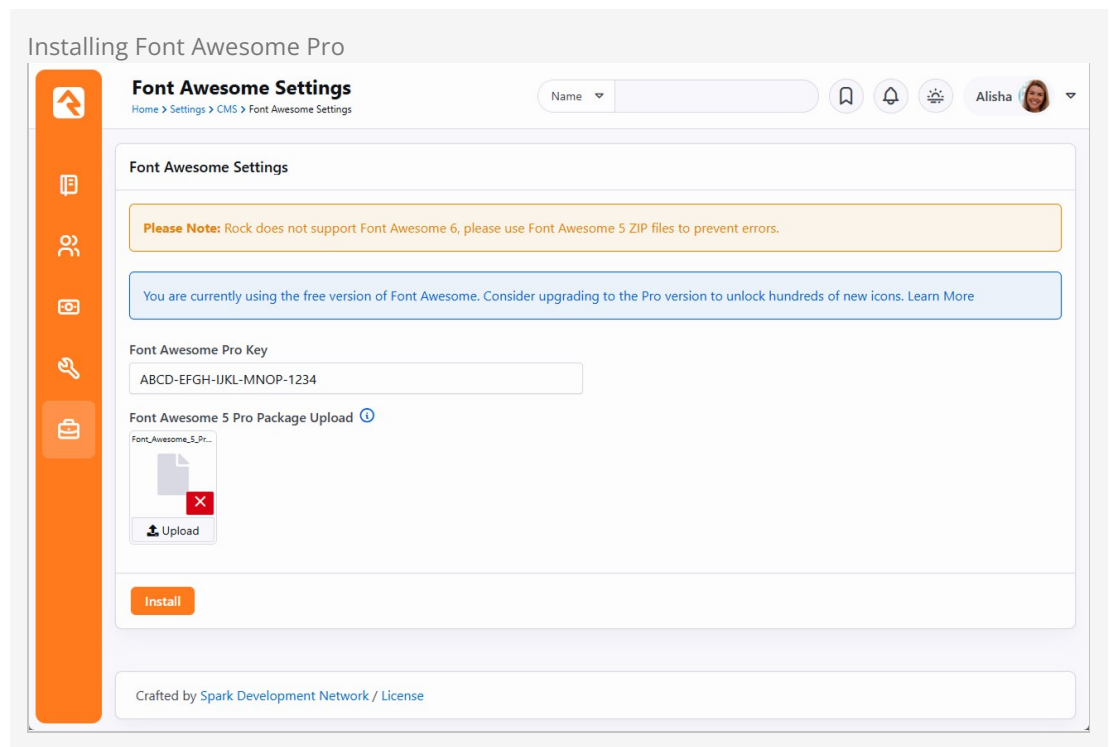 Installing Font Awesome Pro
Font Awesome Settings
Name
Alisha
Home > Settings > CMS > Font Awesome Settings
Font Awesome Settings
Please Note: Rock does not support Font Awesome 6, please use Font Awesome 5 ZIP files to prevent errors.
You are currently using the free version of Font Awesome. Consider upgrading to the Pro version to unlock hundreds of new icons. Learn More
Font Awesome Pro Key
ABCD-EFGH-IJKL-MNOP-1234
Font Awesome 5 Pro Package Upload
Font_Awesome_5_Pr...
Upload
Install
Crafted by Spark Development Network / License